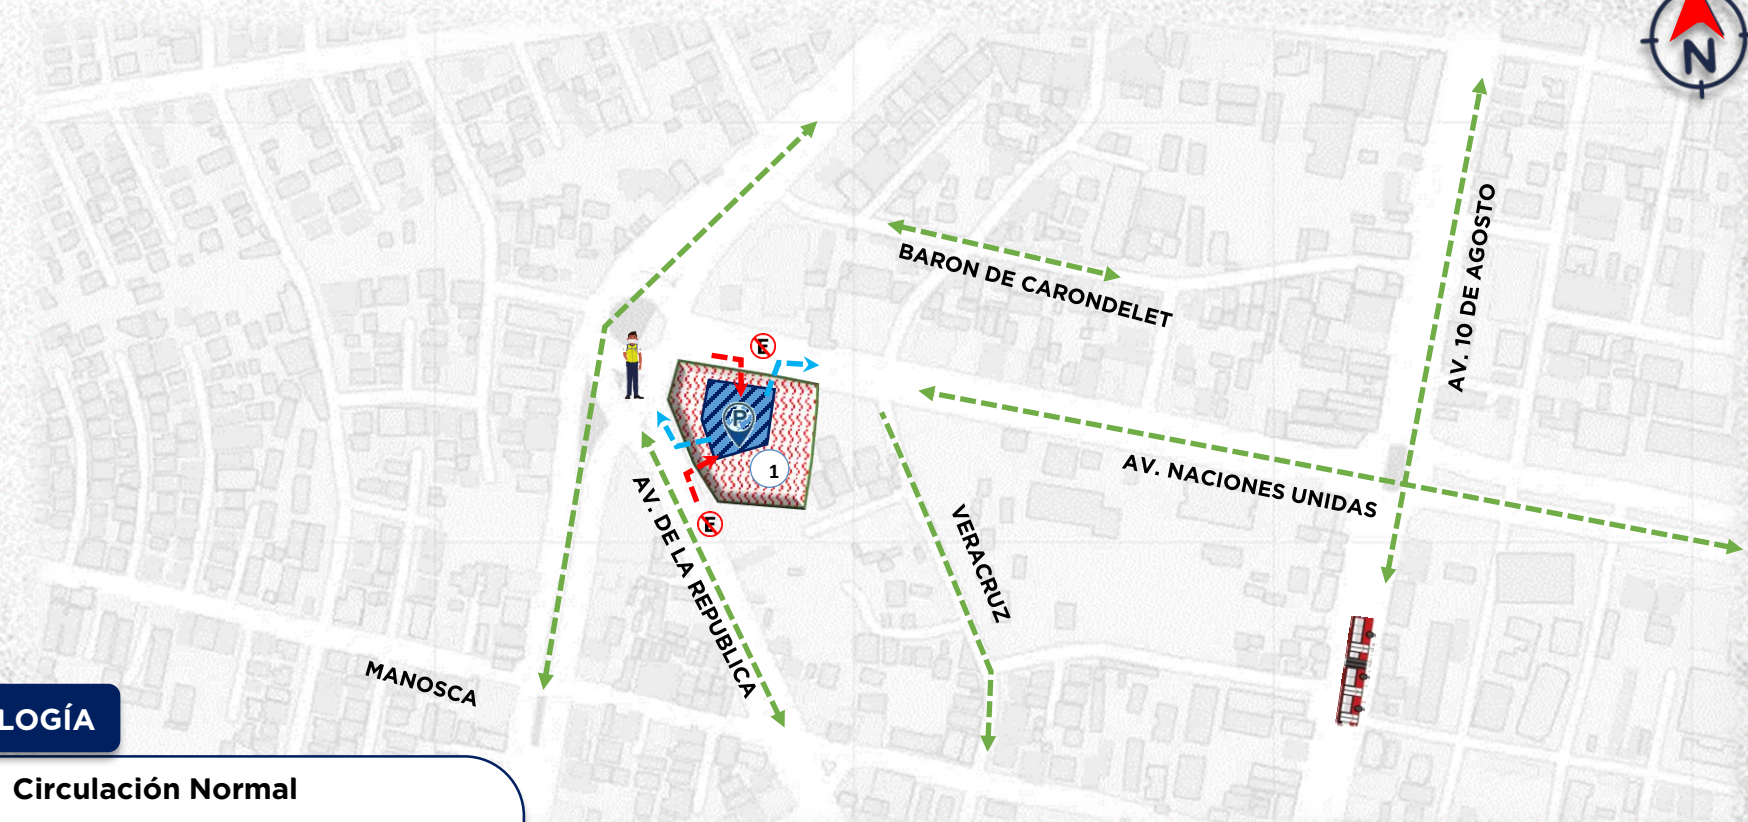 N
BARON DE CARONDELET
AV. 10 DE AGOSTO
E
P
1
E
AV. NACIONES UNIDAS
AV. DE LA REPUBLICA
VERACRUZ
MANOSCA
LOGÍA
Circulación Normal